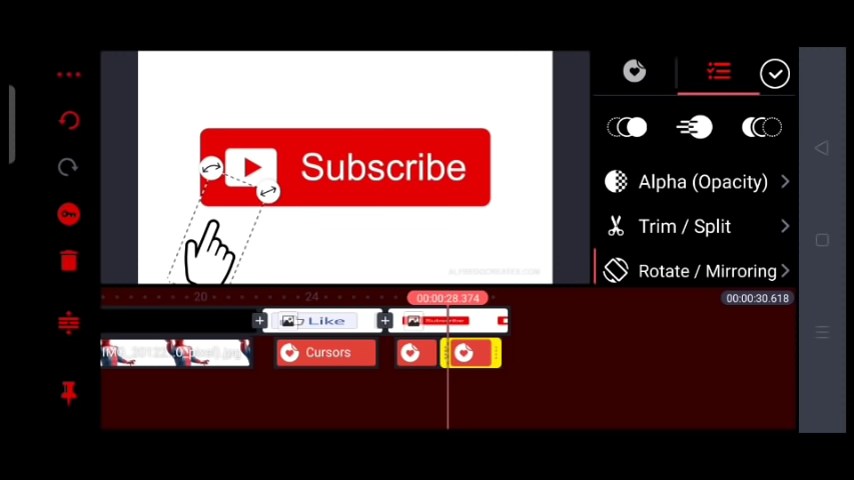 Subscribe
Alpha (Opacity)
Trim / Split
Rotate / Mirroring
20
24
00:00:28.374
00:00:30.618
Like
Subscribe
Cursors